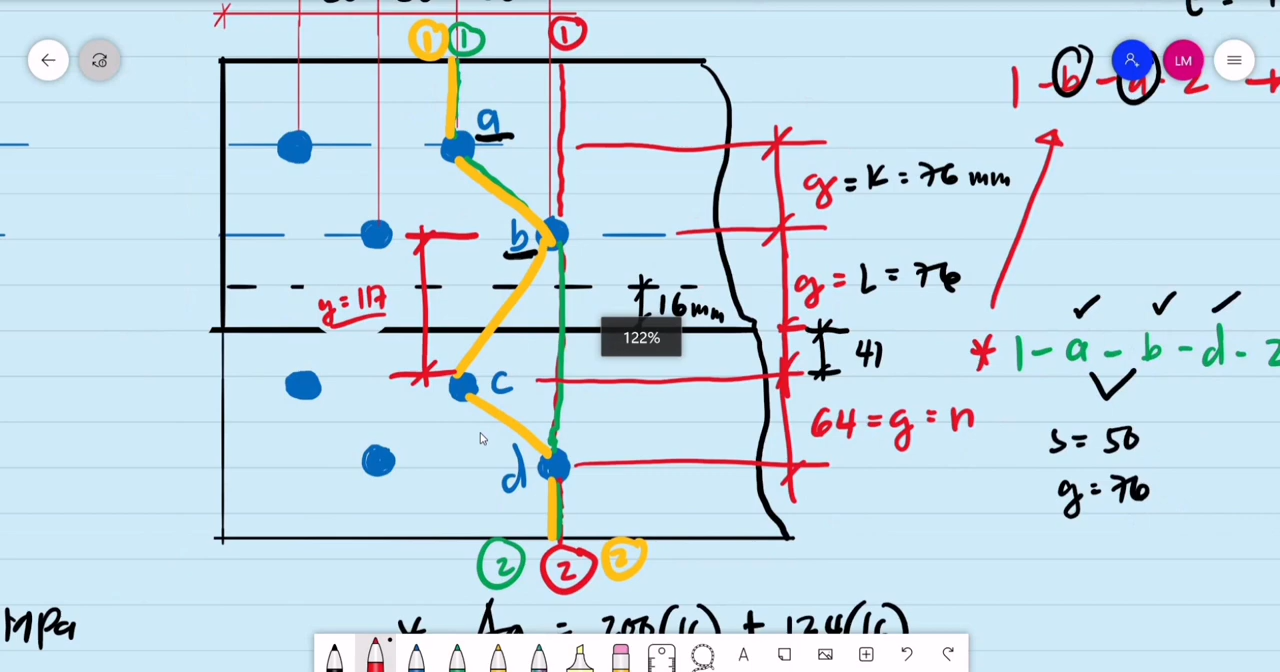 1 1 1
LM
1 - b - d - 2
a
g = K = 76 mm
b
g = L = 76
y = 117
16mm
122%
41
* 1 - a - b - d - 2
c
64 = g = n
s = 50
d
g = 76
2 2 2
MPa
A